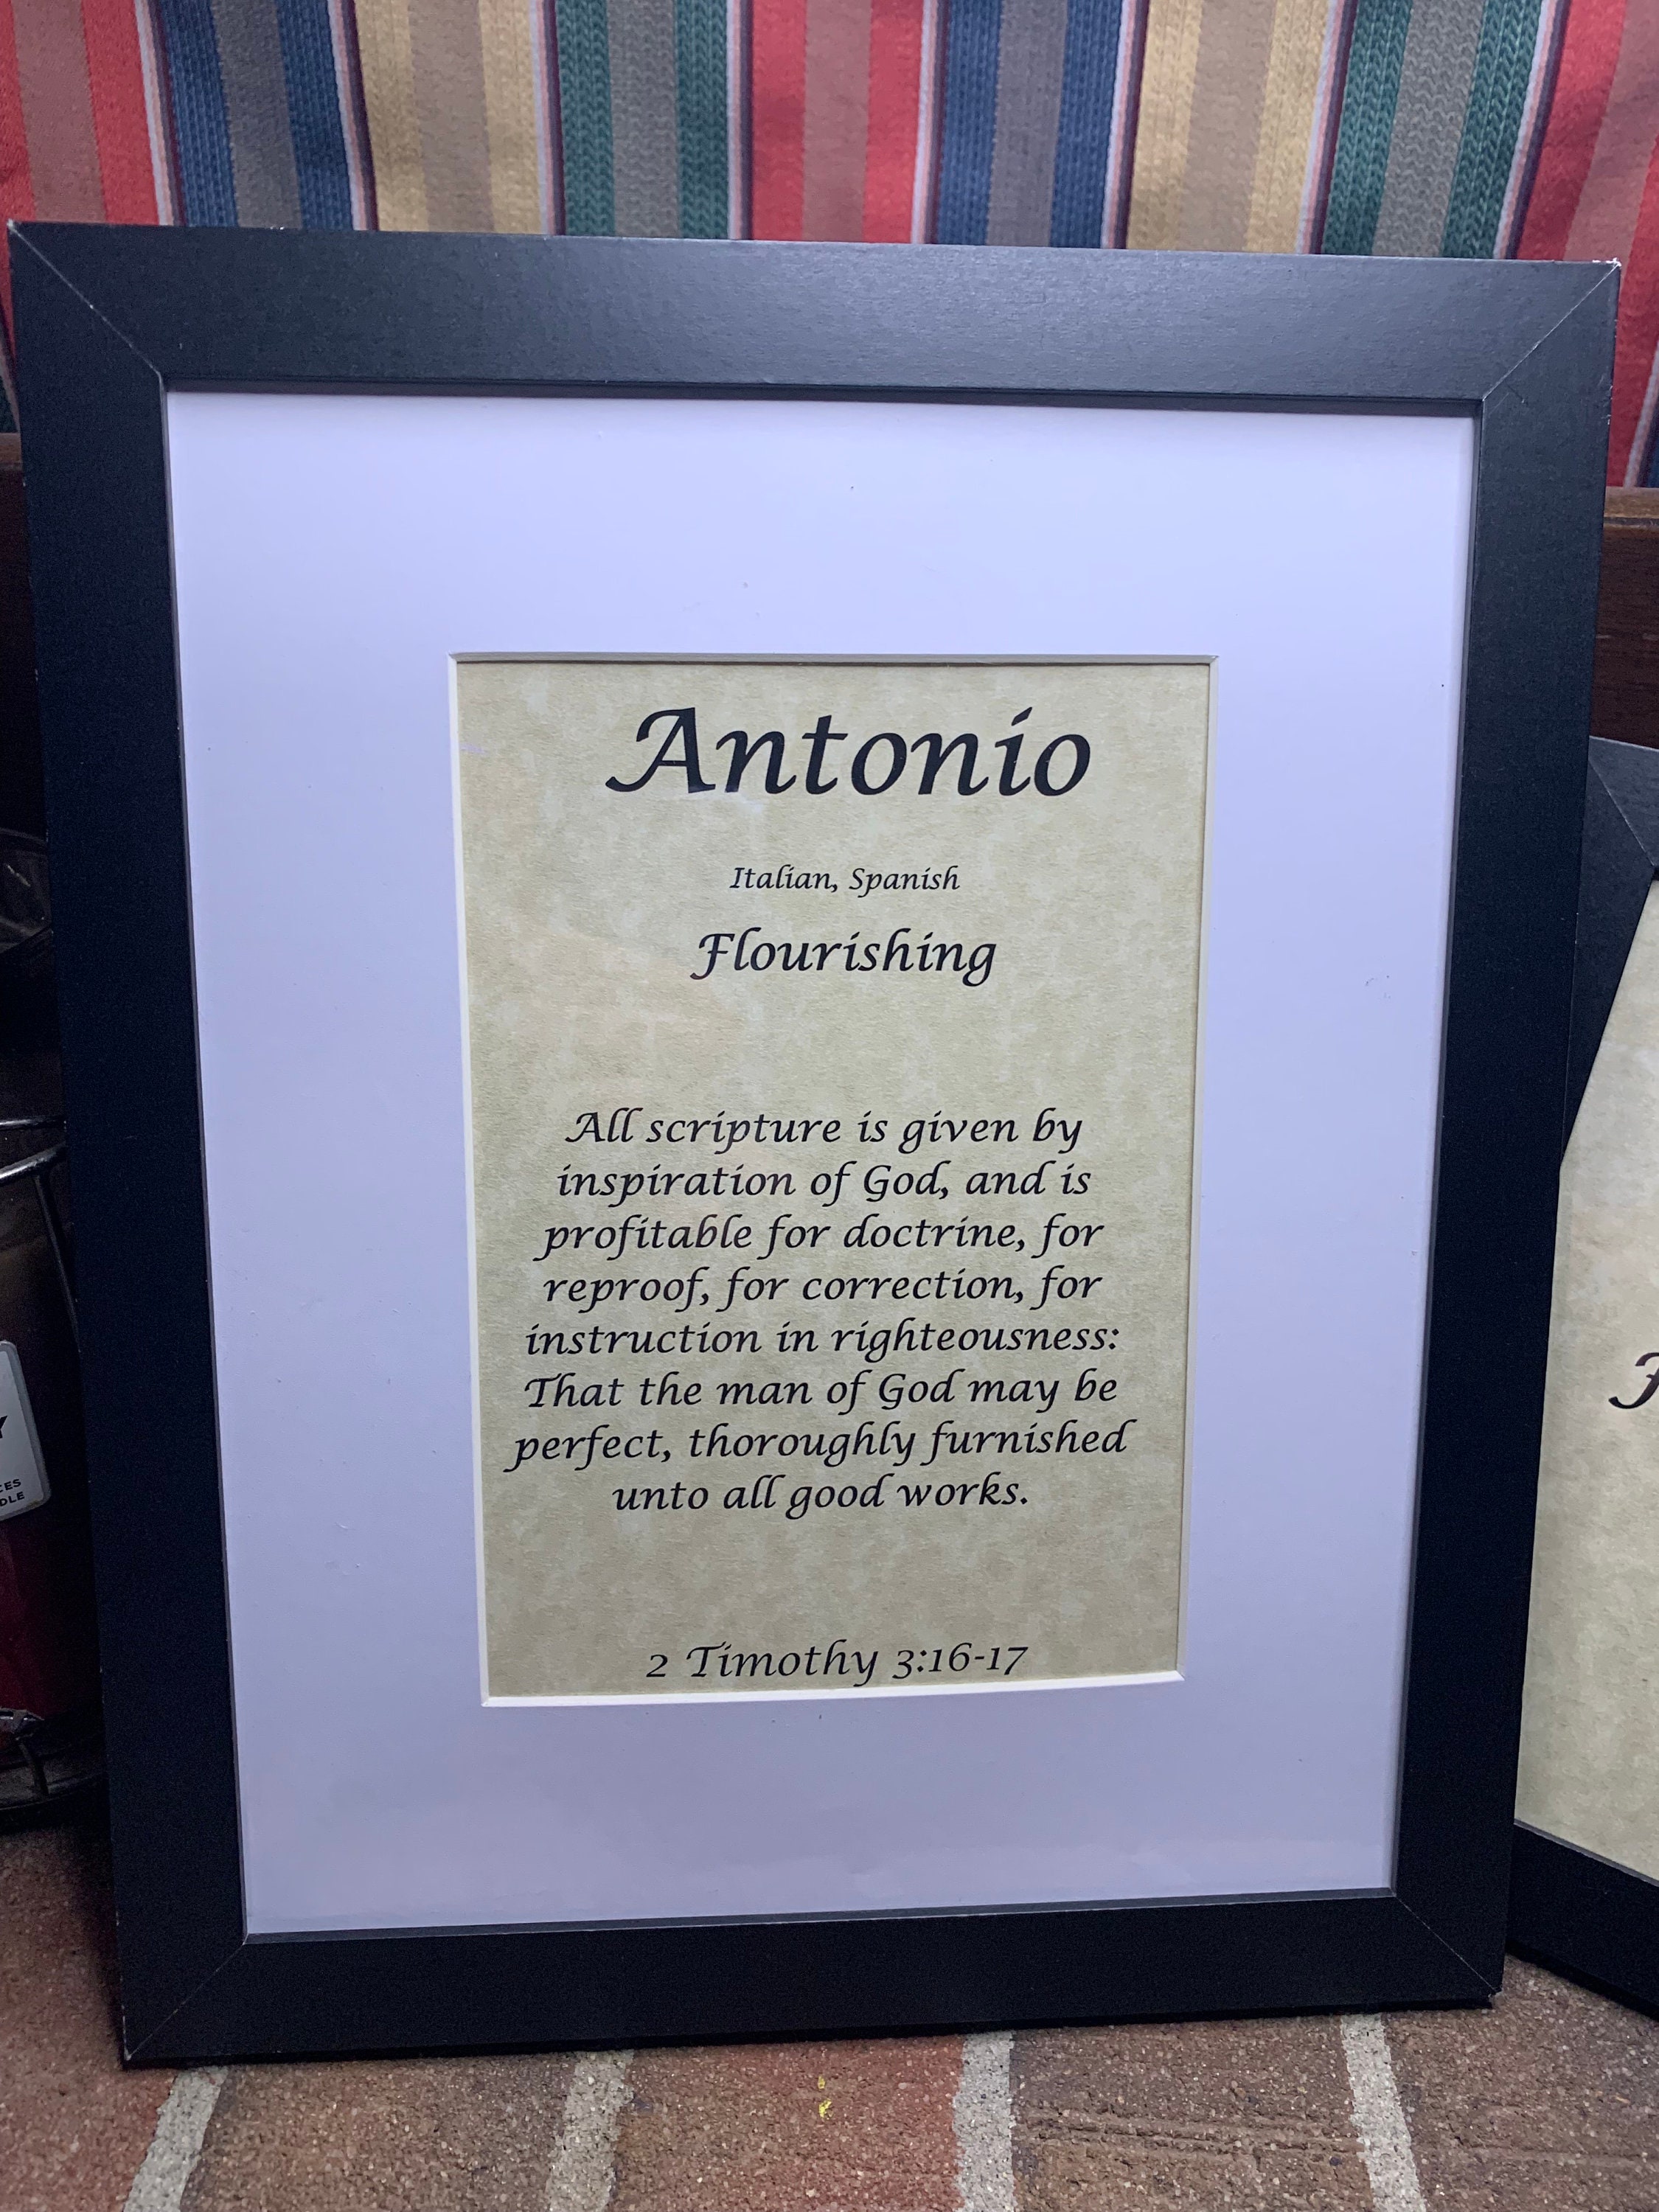 Antonio
Italian, Spanish
Flourishing
All scripture is given by
inspiration of God, and is
profitable for doctrine, for
reproof, for correction, for
instruction in righteousness:
That the man of God may be
perfect, thoroughly furnished
unto all good works.
2 Timothy 3:16-17